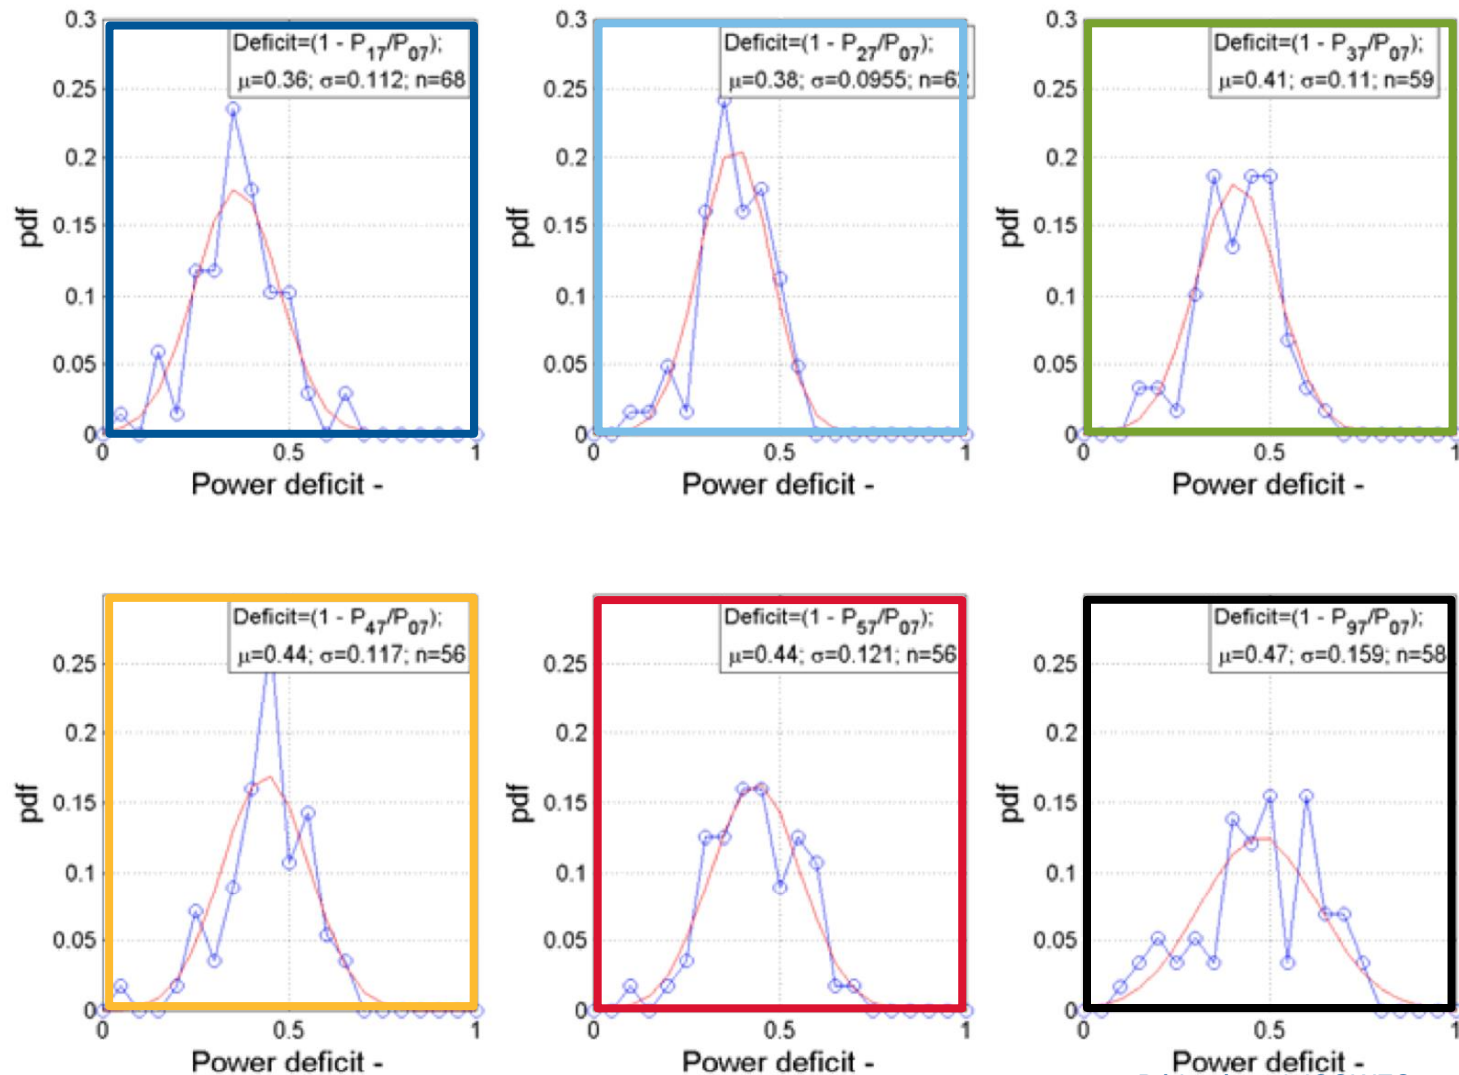 0.3
0.25
0.2
0.15
0.1
0.05
0
pdf
Deficit=(1 - P17/P07);
μ=0.36; σ=0.112; n=68
0 0.5 1
Power deficit -
0.3
0.25
0.2
0.15
0.1
0.05
0
pdf
Deficit=(1 - P27/P07);
μ=0.38; σ=0.0955; n=62
0 0.5 1
Power deficit -
0.3
0.25
0.2
0.15
0.1
0.05
0
pdf
Deficit=(1 - P37/P07);
μ=0.41; σ=0.11; n=59
0 0.5 1
Power deficit -
0.25
0.2
0.15
0.1
0.05
0
pdf
Deficit=(1 - P47/P07);
μ=0.44; σ=0.117; n=56
0 0.5 1
Power deficit -
0.25
0.2
0.15
0.1
0.05
0
pdf
Deficit=(1 - P57/P07);
μ=0.44; σ=0.121; n=56
0 0.5 1
Power deficit -
0.25
0.2
0.15
0.1
0.05
0
pdf
Deficit=(1 - P97/P07);
μ=0.47; σ=0.159; n=58
0 0.5 1
Power deficit -